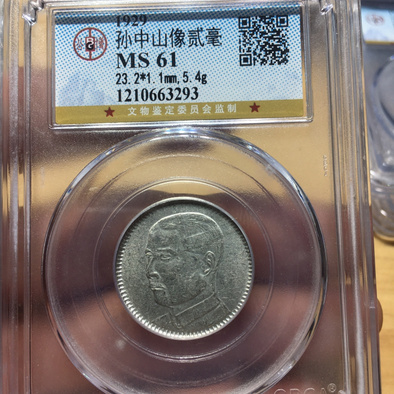 1929
孙中山像贰毫
MS 61
23.2*1.1mm,5.4g
1210663293
★ 文物鉴定委员会监制 ★